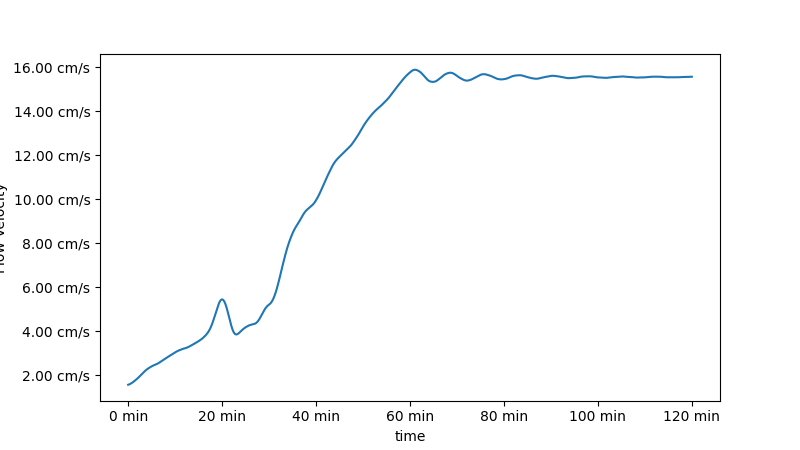 16.00 cm/s
14.00 cm/s
12.00 cm/s
10.00 cm/s
8.00 cm/s
6.00 cm/s
4.00 cm/s
2.00 cm/s
velocity
0 min
20 min
40 min
60 min
80 min
100 min
120 min
time